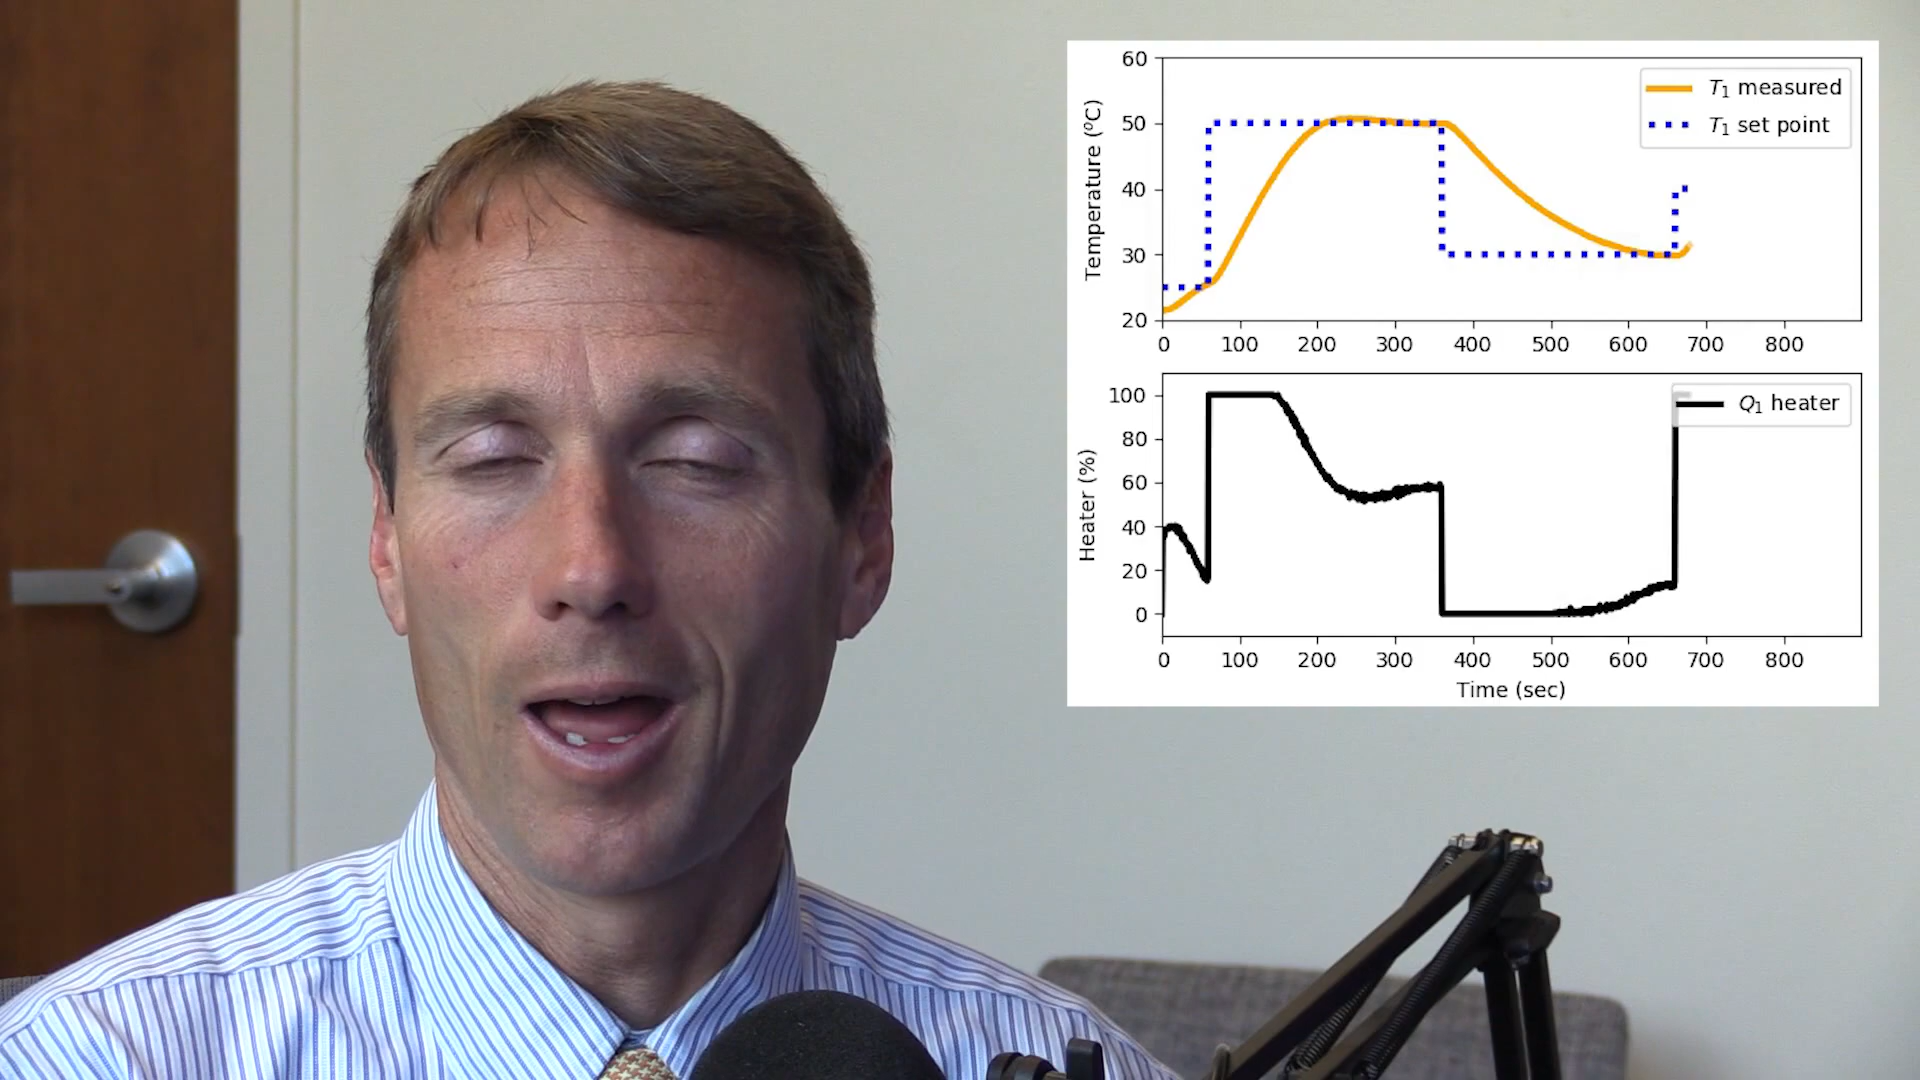 60
50
40
30
20
Temperature (⁰C)
T₁ measured
T₁ set point
0 100 200 300 400 500 600 700 800
100
80
60
40
20
0
Heater (%)
Q₁ heater
0 100 200 300 400 500 600 700 800
Time (sec)